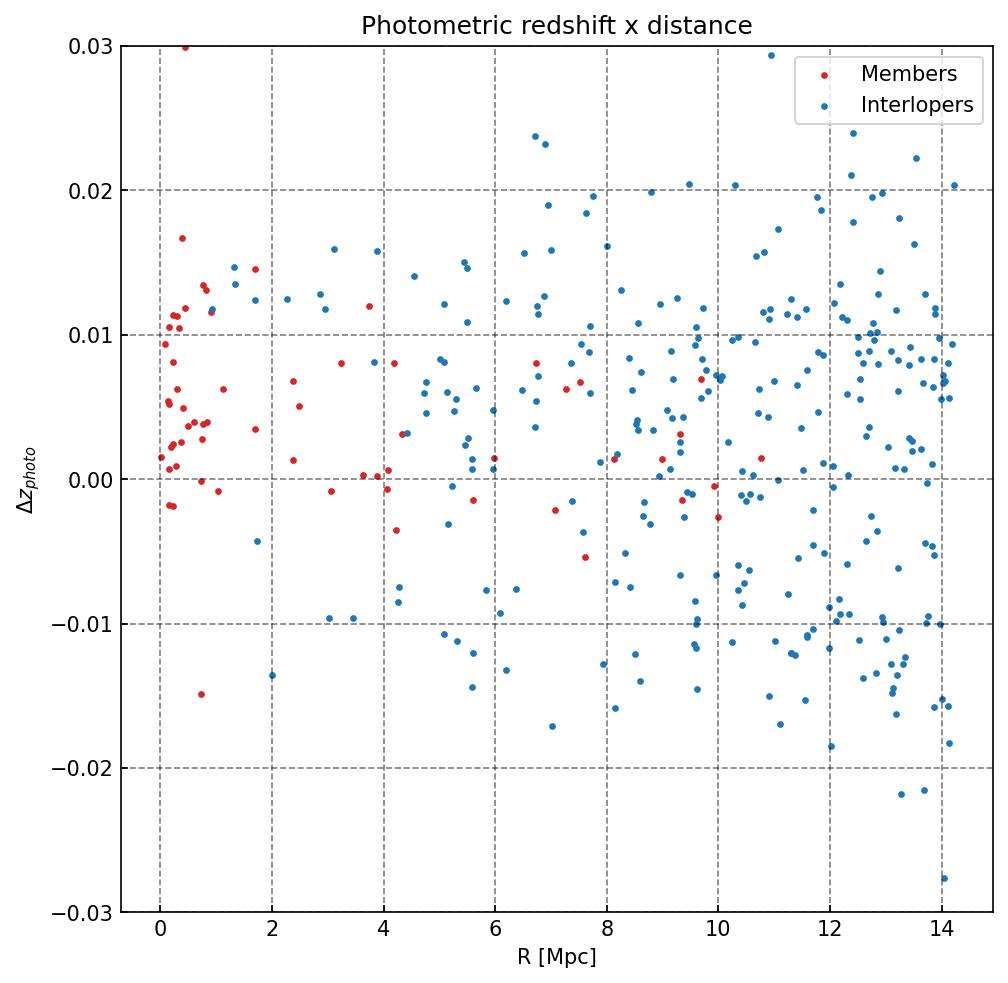 Photometric redshift x distance
Members
Interlopers
0.03
0.02
0.01
0.00
−0.01
−0.02
−0.03
Δz_photo
0 2 4 6 8 10 12 14
R [Mpc]